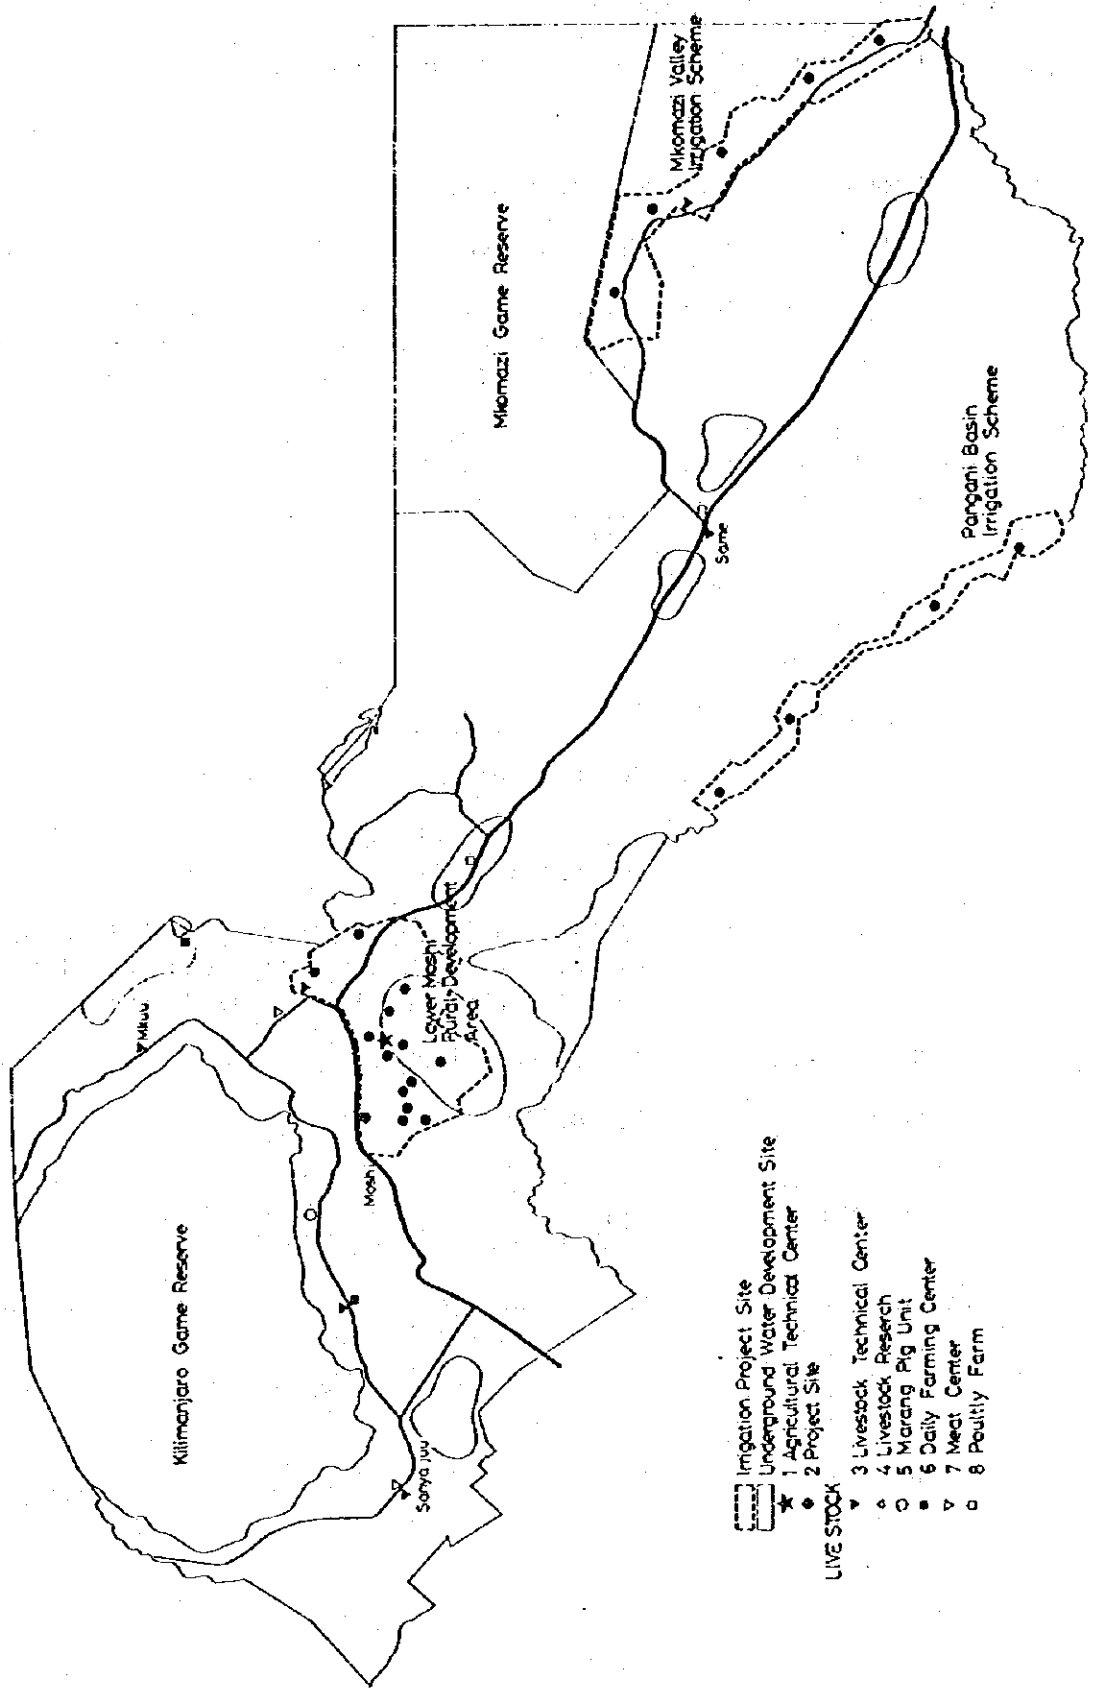 Kilimanjaro Game Reserve
Mkuu
Sanya Juu
Moshi
Lower Moshi
Rural Development
Area
Same
Mkomazi Game Reserve
Mkomazi Valley
Irrigation Scheme
Pangani Basin
Irrigation Scheme
Irrigation Project Site
Underground Water Development Site
1 Agricultural Technical Center
2 Project Site
LIVE STOCK
3 Livestock Technical Center
4 Livestock Reserch
5 Marang Pig Unit
6 Daily Farming Center
7 Meat Center
8 Poultly Farm